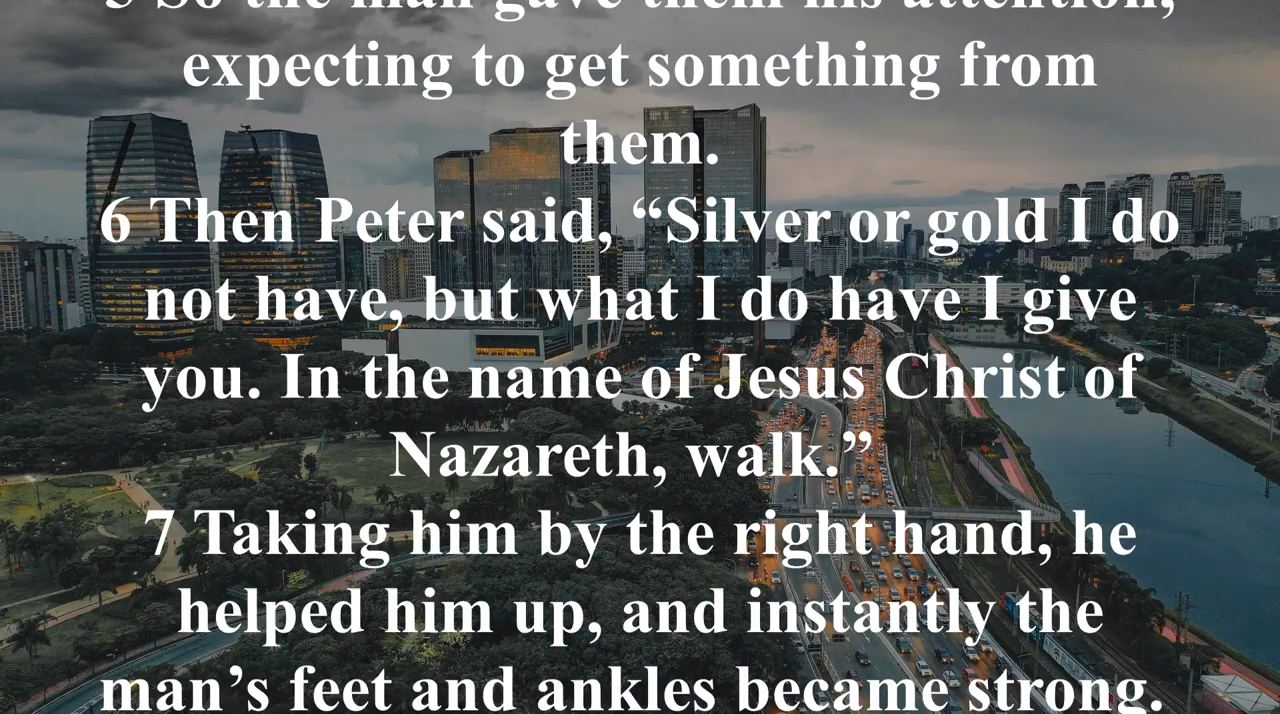 5 So the man gave them his attention,
expecting to get something from
them.
6 Then Peter said, “Silver or gold I do
not have, but what I do have I give
you. In the name of Jesus Christ of
Nazareth, walk.”
7 Taking him by the right hand, he
helped him up, and instantly the
man’s feet and ankles became strong.